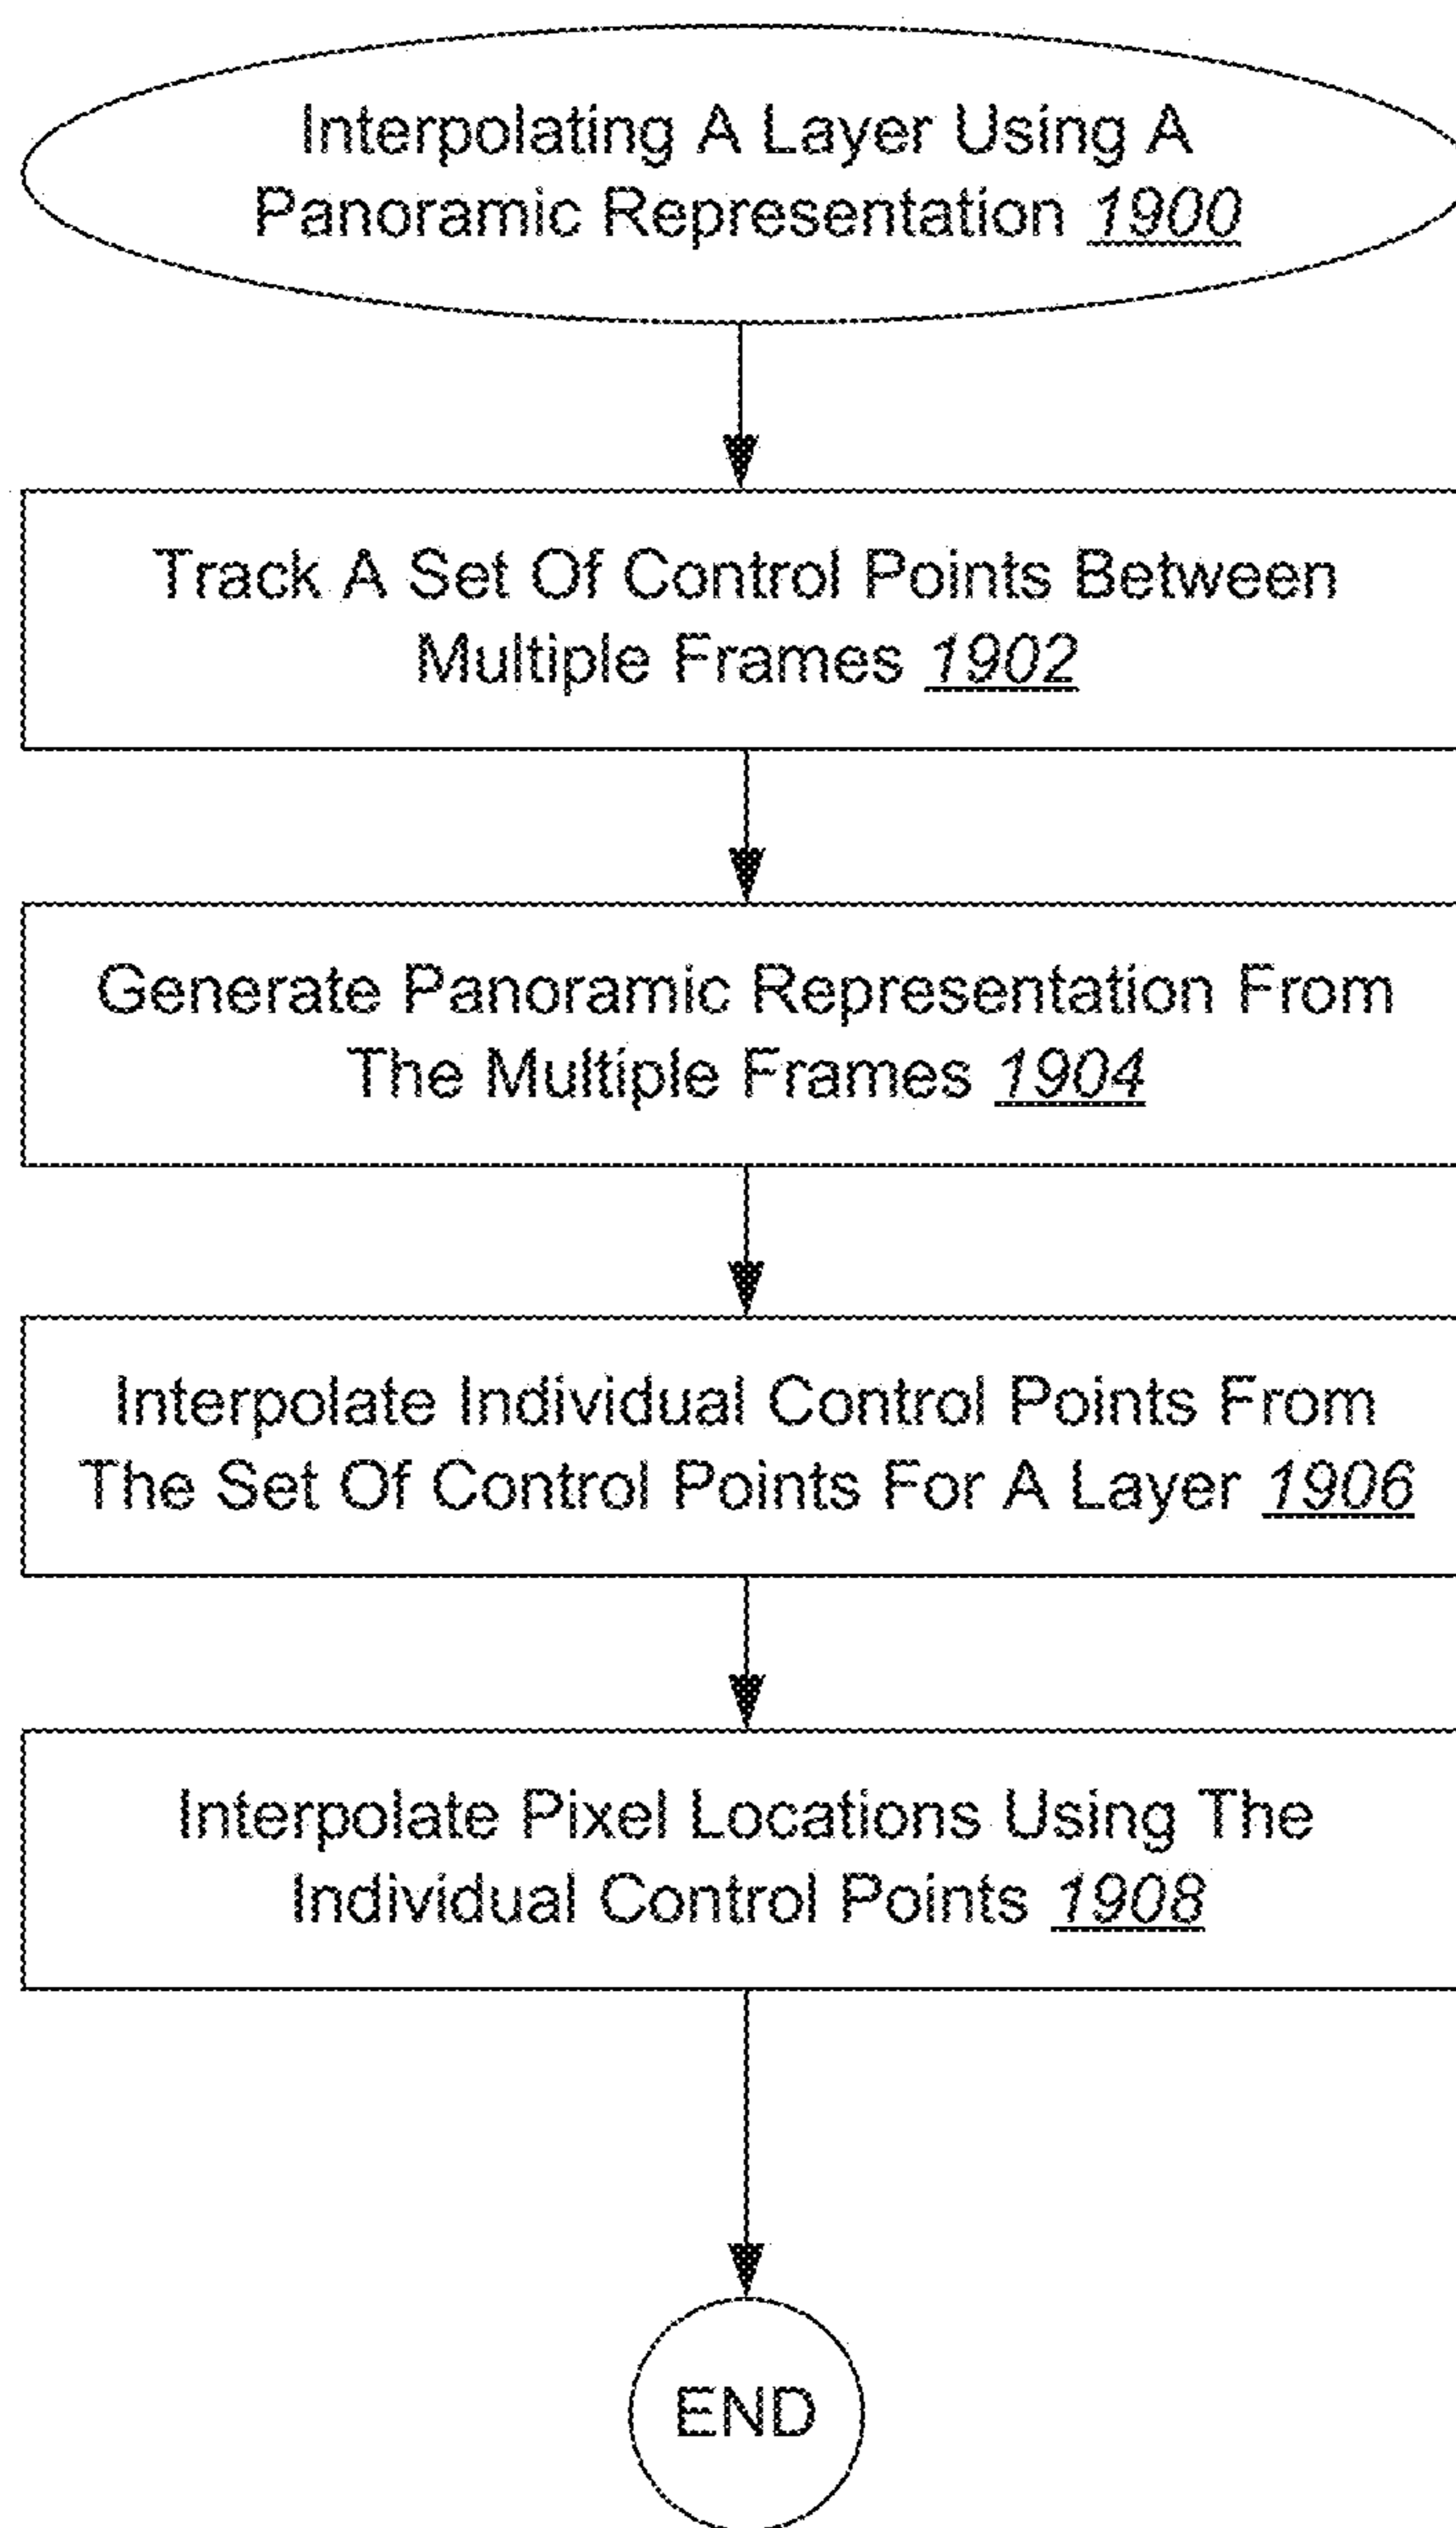 Interpolating A Layer Using A
Panoramic Representation 1900
Track A Set Of Control Points Between
Multiple Frames 1902
Generate Panoramic Representation From
The Multiple Frames 1904
Interpolate Individual Control Points From
The Set Of Control Points For A Layer 1906
Interpolate Pixel Locations Using The
Individual Control Points 1908
END